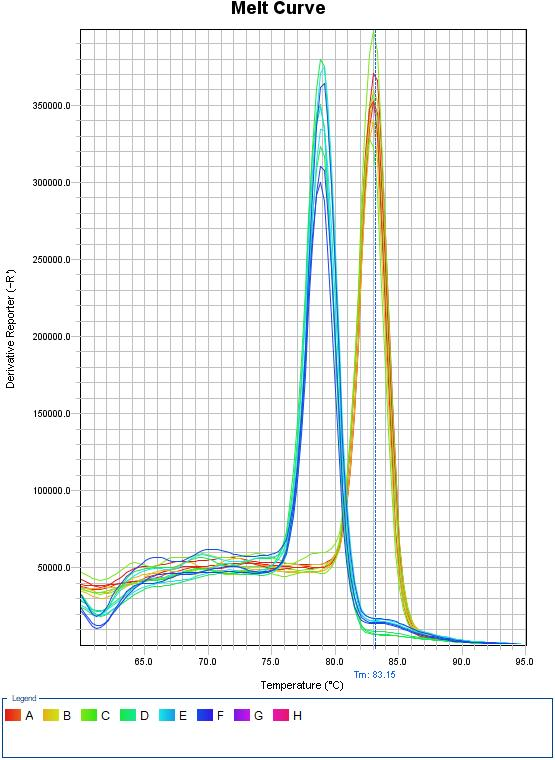 Melt Curve
350000.0
300000.0
250000.0
200000.0
150000.0
100000.0
50000.0
Derivative Reporter (-R')
65.0 70.0 75.0 80.0 85.0 90.0 95.0
Tm: 83.15
Temperature (°C)
Legend
A B C D E F G H